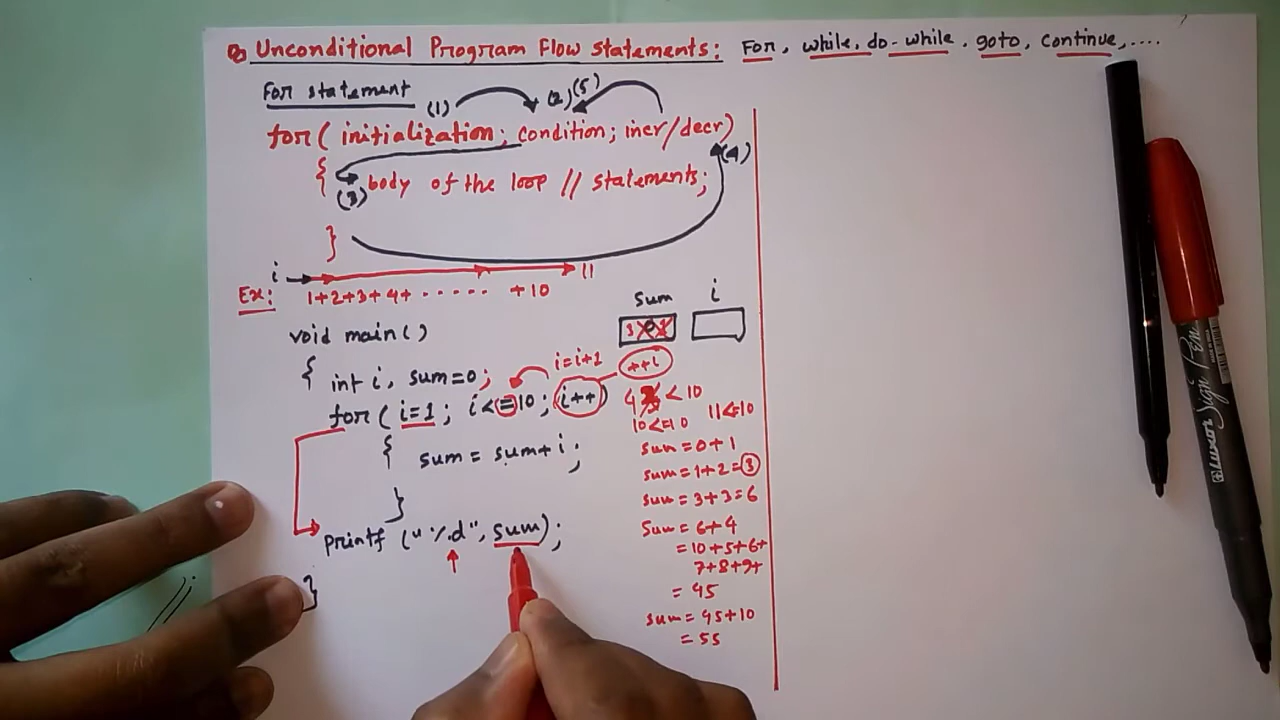 Unconditional Program Flow statements: For, while, do-while, goto, continue,....
For statement
(1) (2) (5)
for( initialization; condition; incr/decr)
(4)
{ body of the loop // statements;
(3)
}
i 11
Ex: 1+2+3+4+ ...... +10
sum i
void main()
{ int i, sum=0;
i=i+1 ++i
for( i=1; i<=10; i++)
4 < 10
10<=10 11<=10
{ sum = sum+i;
}
printf ("%d", sum);
}
sum=0+1
sum=1+2=3
sum=3+3=6
sum=6+4
=10+5+6+
7+8+9+
= 45
sum=45+10
= 55
Luxor Sign Pen